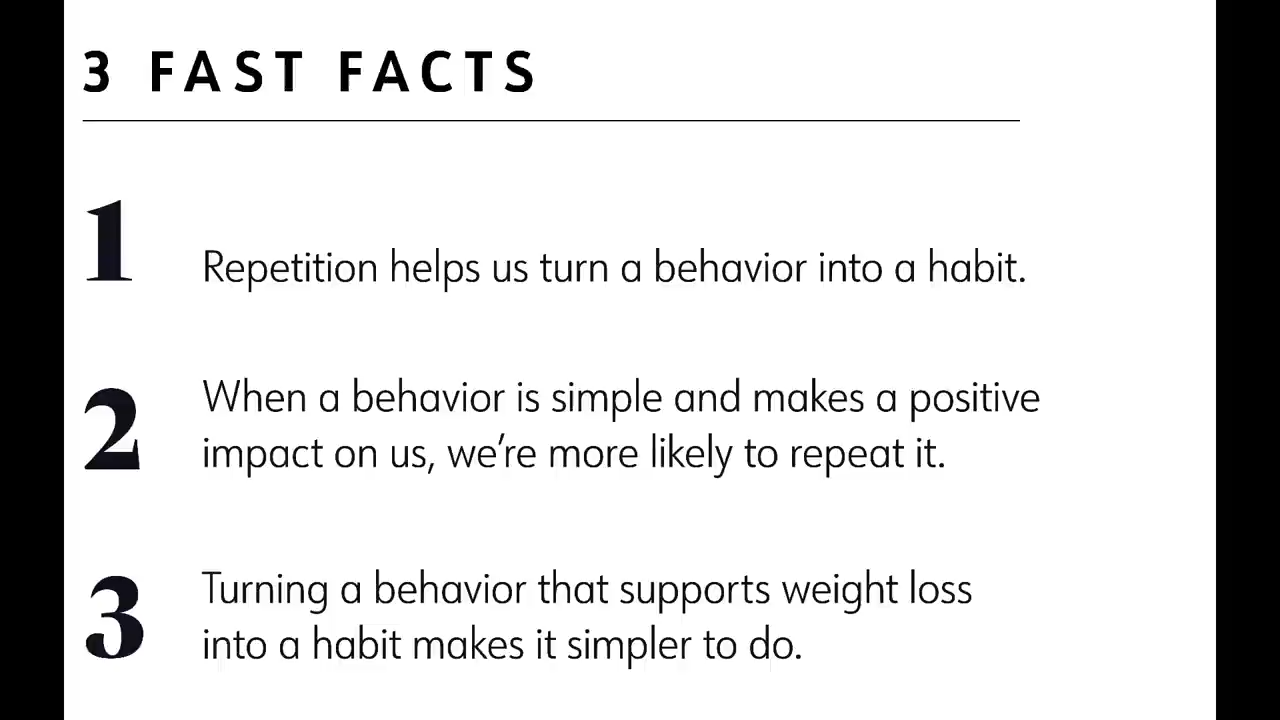 3 FAST FACTS
1
Repetition helps us turn a behavior into a habit.
2
When a behavior is simple and makes a positive
impact on us, we’re more likely to repeat it.
3
Turning a behavior that supports weight loss
into a habit makes it simpler to do.